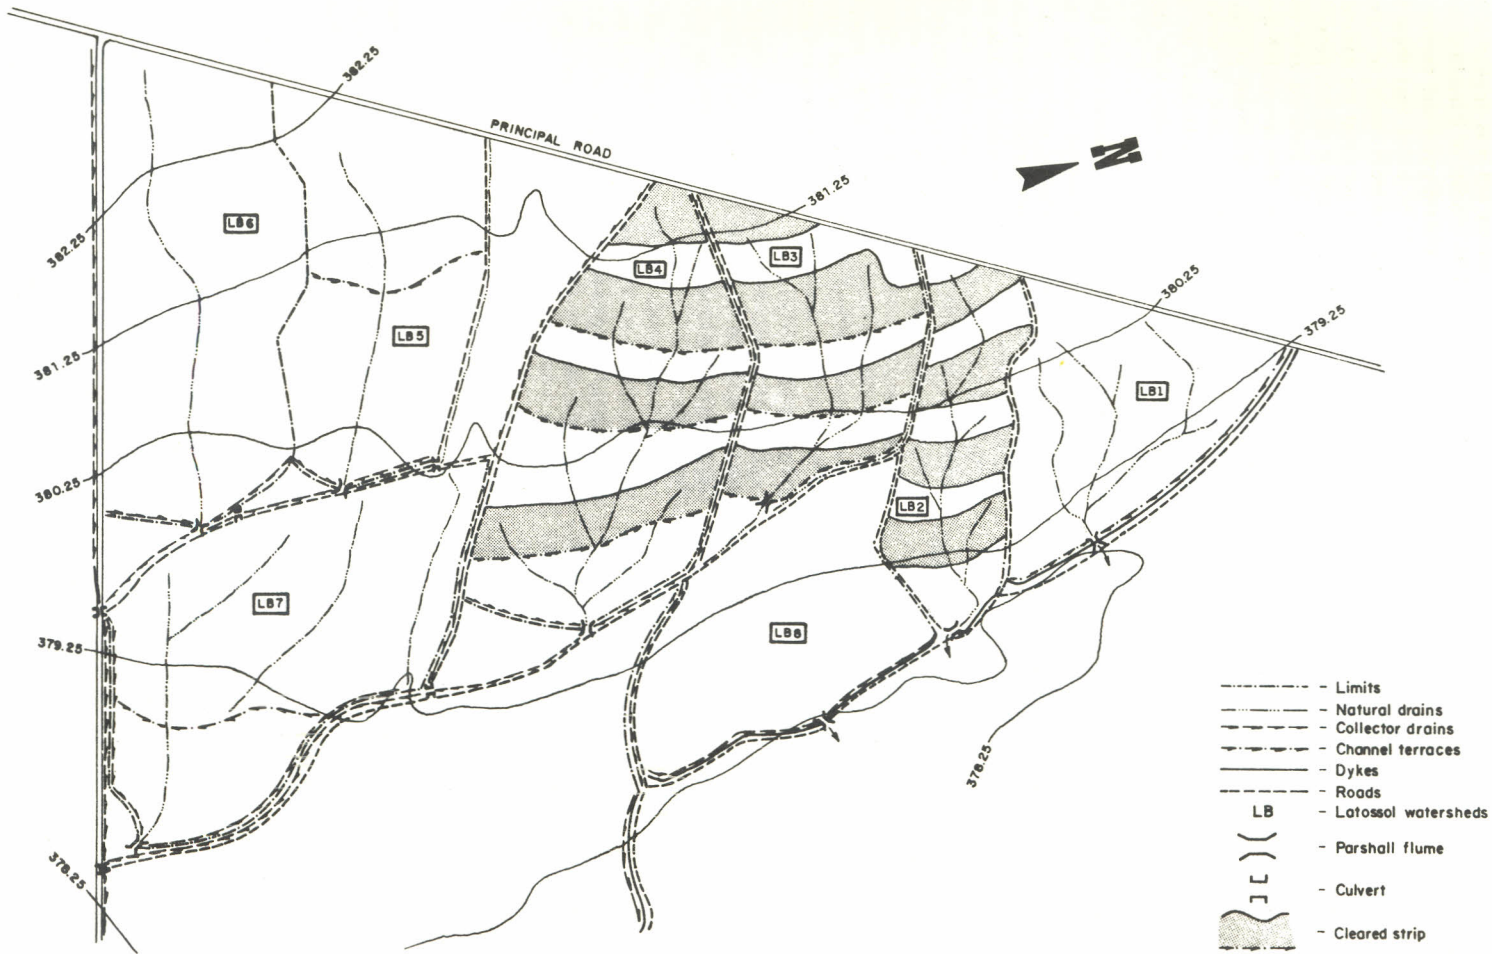 382.25
PRINCIPAL ROAD
N
381.25
LB6
382.25
LB3
LB4
380.25
379.25
LB5
381.25
LB1
380.25
LB2
LB7
LB8
379.25
378.25
378.25
- Limits
- Natural drains
- Collector drains
- Channel terraces
- Dykes
- Roads
LB - Latossol watersheds
- Parshall flume
- Culvert
- Cleared strip